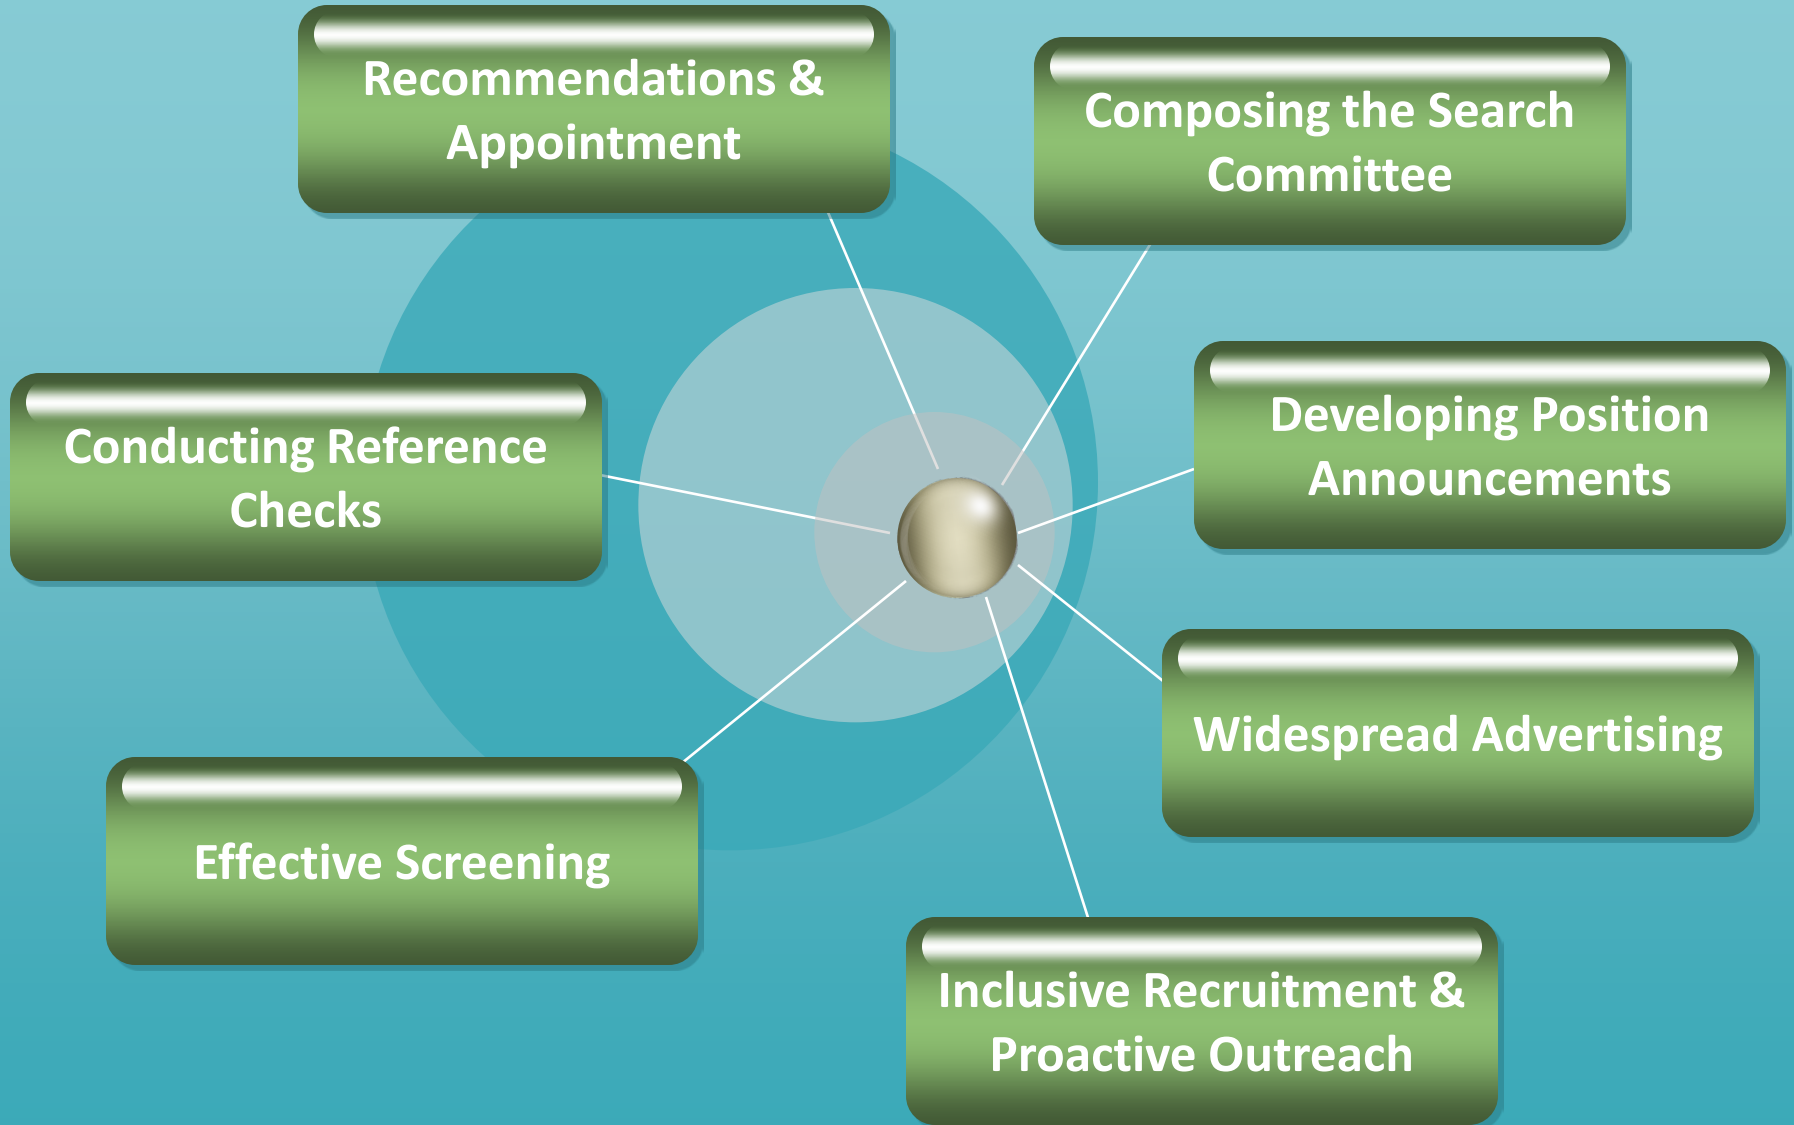 Recommendations &
Appointment
Composing the Search
Committee
Developing Position
Announcements
Conducting Reference
Checks
Widespread Advertising
Effective Screening
Inclusive Recruitment &
Proactive Outreach